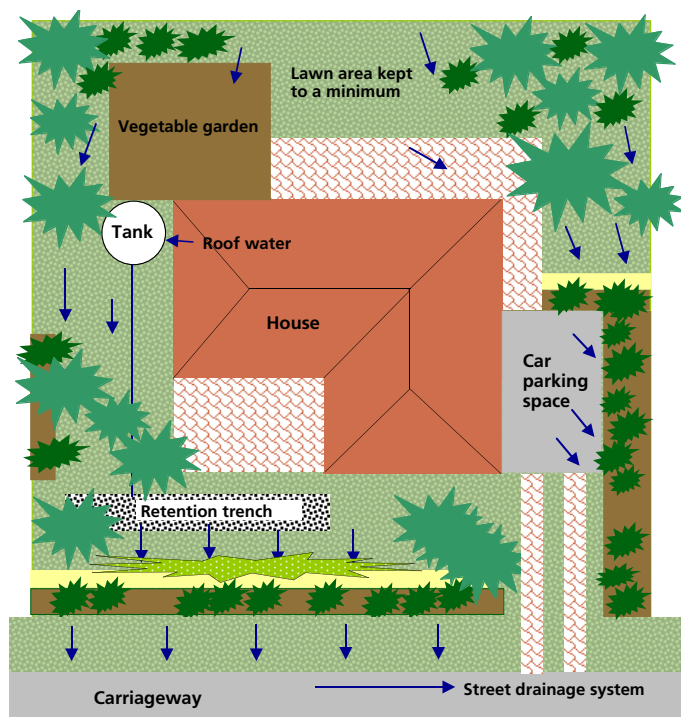 Lawn area kept
to a minimum
Vegetable garden
Tank
Roof water
House
Car
parking
space
Retention trench
Carriageway
Street drainage system